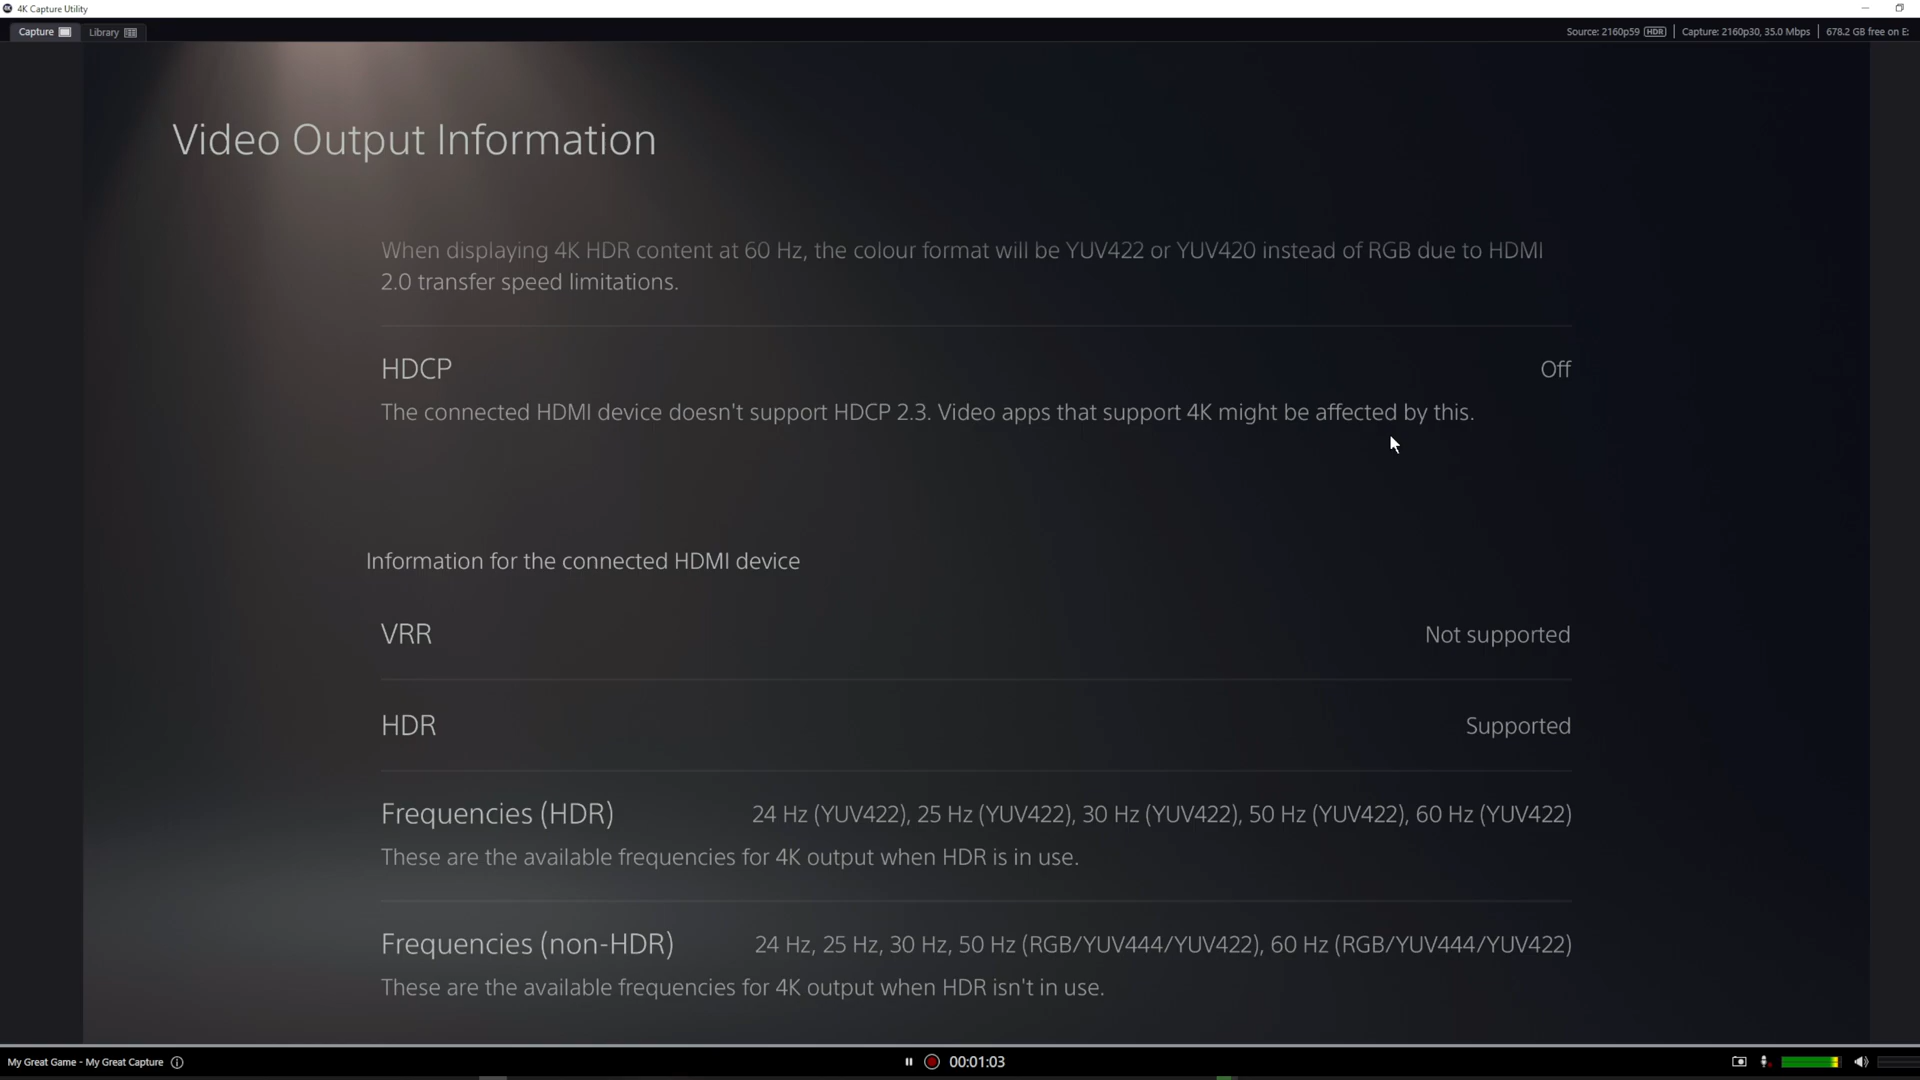 4K Capture Utility
Capture
Library
Source: 2160p59 HDR
Capture: 2160p30, 35.0 Mbps
678.2 GB free on E:
Video Output Information
When displaying 4K HDR content at 60 Hz, the colour format will be YUV422 or YUV420 instead of RGB due to HDMI
2.0 transfer speed limitations.
HDCP
Off
The connected HDMI device doesn't support HDCP 2.3. Video apps that support 4K might be affected by this.
Information for the connected HDMI device
VRR
Not supported
HDR
Supported
Frequencies (HDR)
24 Hz (YUV422), 25 Hz (YUV422), 30 Hz (YUV422), 50 Hz (YUV422), 60 Hz (YUV422)
These are the available frequencies for 4K output when HDR is in use.
Frequencies (non-HDR)
24 Hz, 25 Hz, 30 Hz, 50 Hz (RGB/YUV444/YUV422), 60 Hz (RGB/YUV444/YUV422)
These are the available frequencies for 4K output when HDR isn't in use.
My Great Game - My Great Capture
00:01:03